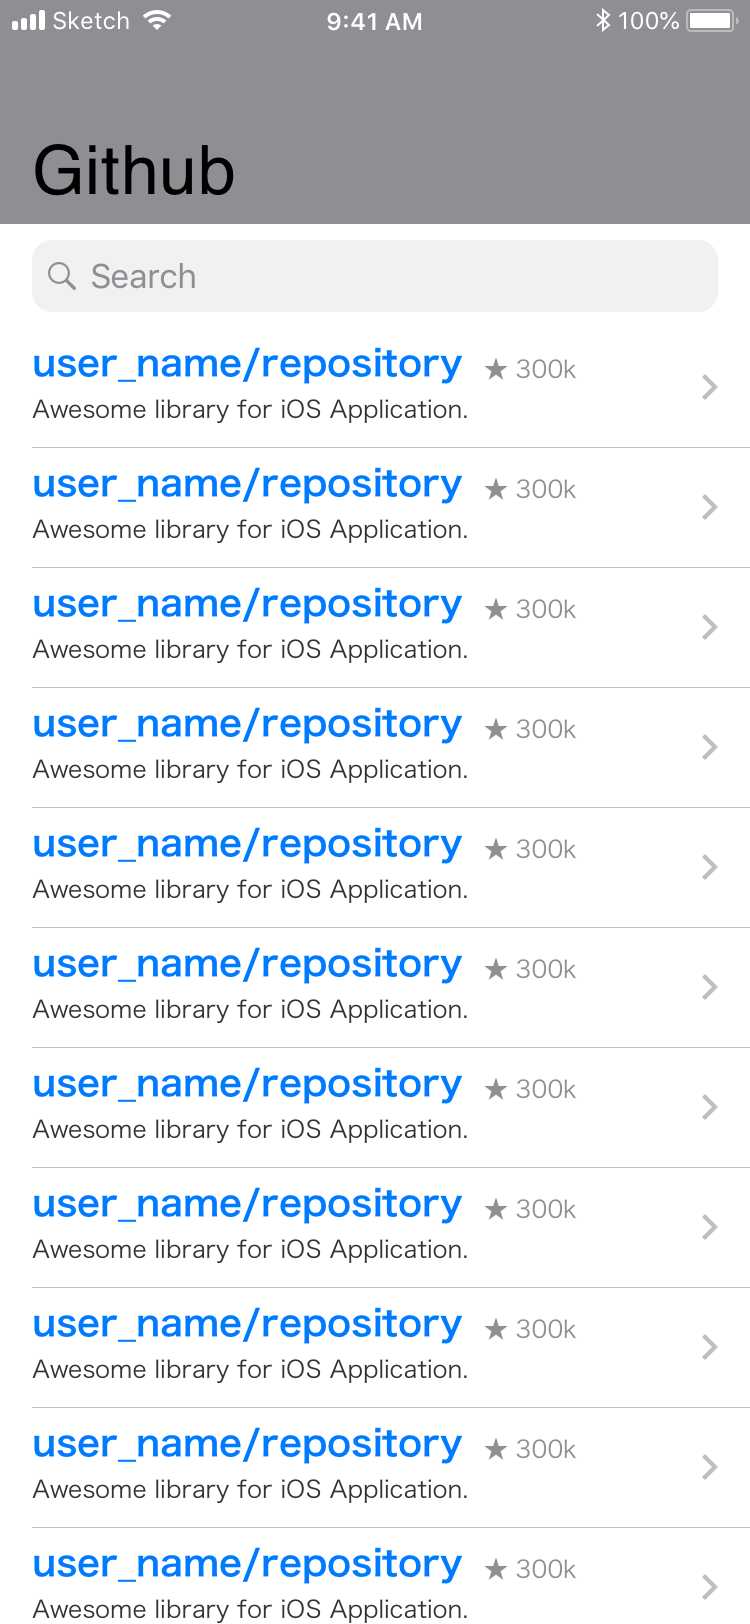 Sketch 9:41 AM 100%
Github
Search
user_name/repository ★ 300k
Awesome library for iOS Application.
user_name/repository ★ 300k
Awesome library for iOS Application.
user_name/repository ★ 300k
Awesome library for iOS Application.
user_name/repository ★ 300k
Awesome library for iOS Application.
user_name/repository ★ 300k
Awesome library for iOS Application.
user_name/repository ★ 300k
Awesome library for iOS Application.
user_name/repository ★ 300k
Awesome library for iOS Application.
user_name/repository ★ 300k
Awesome library for iOS Application.
user_name/repository ★ 300k
Awesome library for iOS Application.
user_name/repository ★ 300k
Awesome library for iOS Application.
user_name/repository ★ 300k
Awesome library for iOS Application.